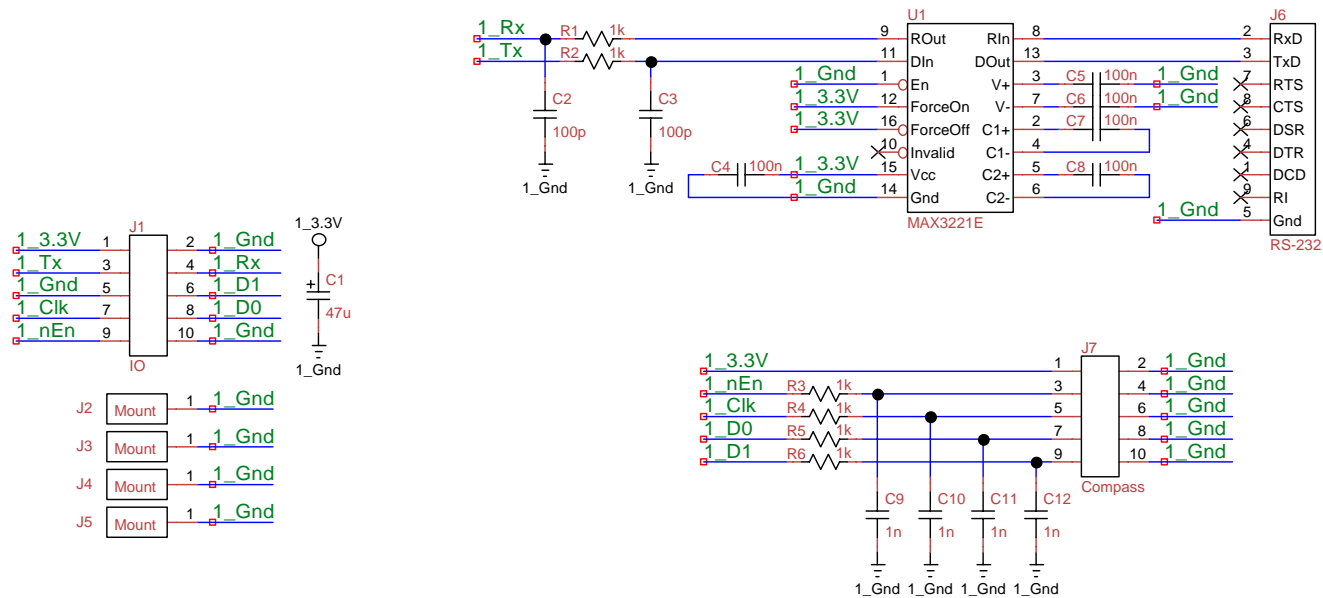 U1
J6
1_Rx R1 1k 9 ROut RIn 8 2 RxD
1_Tx R2 1k 11 DIn DOut 13 3 TxD
1_Gnd 1 En V+ 3 C5 100n 1_Gnd 7 RTS
1_3.3V 12 ForceOn V- 7 C6 100n 1_Gnd 8 CTS
1_3.3V 16 ForceOff C1+ 2 C7 100n 6 DSR
10 Invalid C1- 4 4 DTR
C4 100n 1_3.3V 15 Vcc C2+ 5 C8 100n 1 DCD
1_Gnd 14 Gnd C2- 6 9 RI
1_Gnd 5 Gnd
MAX3221E
RS-232
C2
100p
1_Gnd
C3
100p
1_Gnd
J1
1_3.3V 1 2 1_Gnd
1_Tx 3 4 1_Rx
1_Gnd 5 6 1_D1
1_Clk 7 8 1_D0
1_nEn 9 10 1_Gnd
IO
1_3.3V
+
C1
47u
1_Gnd
J2 Mount 1 1_Gnd
J3 Mount 1 1_Gnd
J4 Mount 1 1_Gnd
J5 Mount 1 1_Gnd
J7
1_3.3V 1 2 1_Gnd
1_nEn R3 1k 3 4 1_Gnd
1_Clk R4 1k 5 6 1_Gnd
1_D0 R5 1k 7 8 1_Gnd
1_D1 R6 1k 9 10 1_Gnd
Compass
C9 C10 C11 C12
1n 1n 1n 1n
1_Gnd 1_Gnd 1_Gnd 1_Gnd